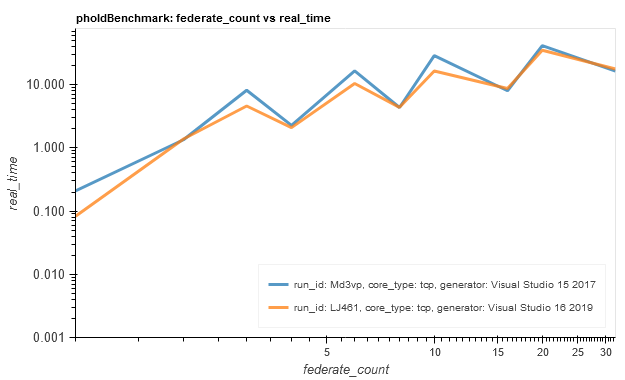 pholdBenchmark: federate_count vs real_time
10.000
1.000
0.100
0.010
0.001
real_time
run_id: Md3vp, core_type: tcp, generator: Visual Studio 15 2017
run_id: LJ461, core_type: tcp, generator: Visual Studio 16 2019
5
10
15
20
25
30
federate_count